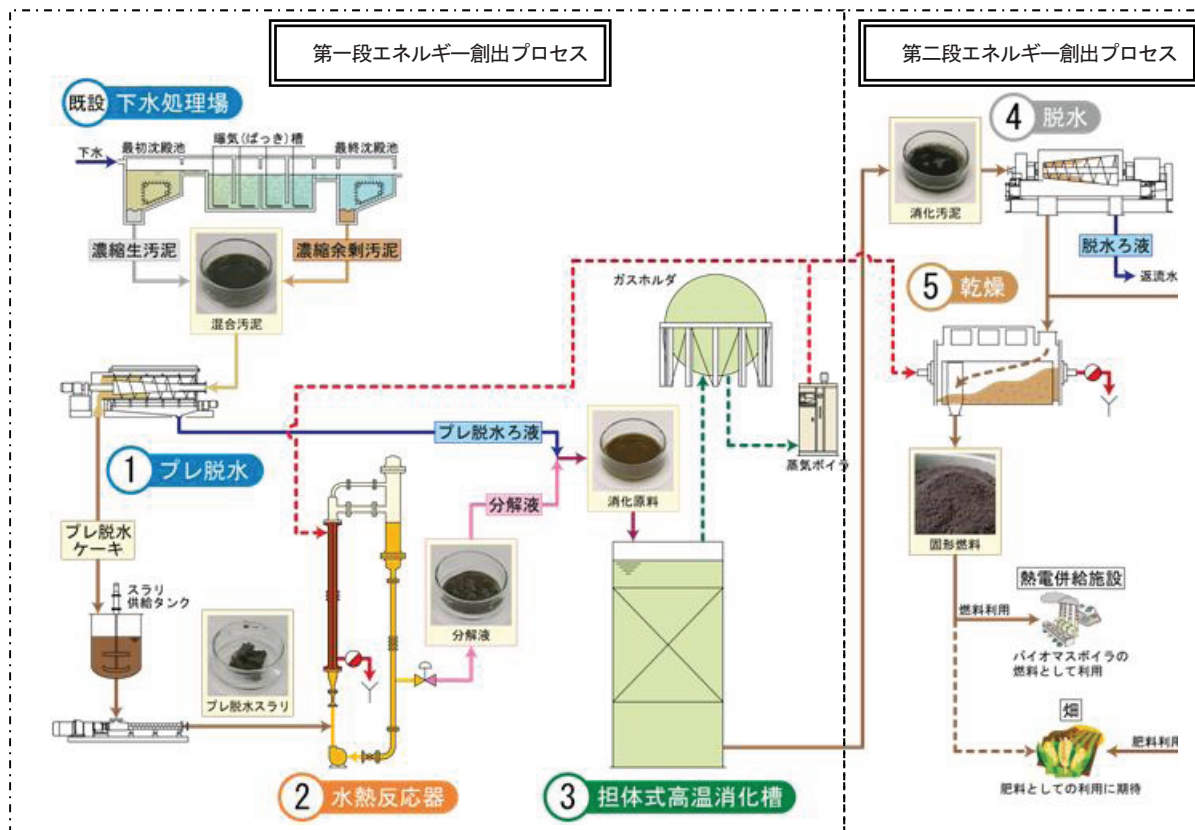 第一段エネルギー創出プロセス
第二段エネルギー創出プロセス
既設 下水処理場
下水
最初沈殿池
曝気(ばっき)槽
最終沈殿池
濃縮生汚泥
濃縮余剰汚泥
混合汚泥
1 プレ脱水
プレ脱水ろ液
プレ脱水
ケーキ
スラリ
供給タンク
プレ脱水スラリ
2 水熱反応器
分解液
分解液
消化原料
ガスホルダ
蒸気ボイラ
3 担体式高温消化槽
4 脱水
消化汚泥
脱水ろ液
返流水
5 乾燥
固形燃料
熱電併給施設
燃料利用
バイオマスボイラの
燃料として利用
畑
肥料利用
肥料としての利用に期待